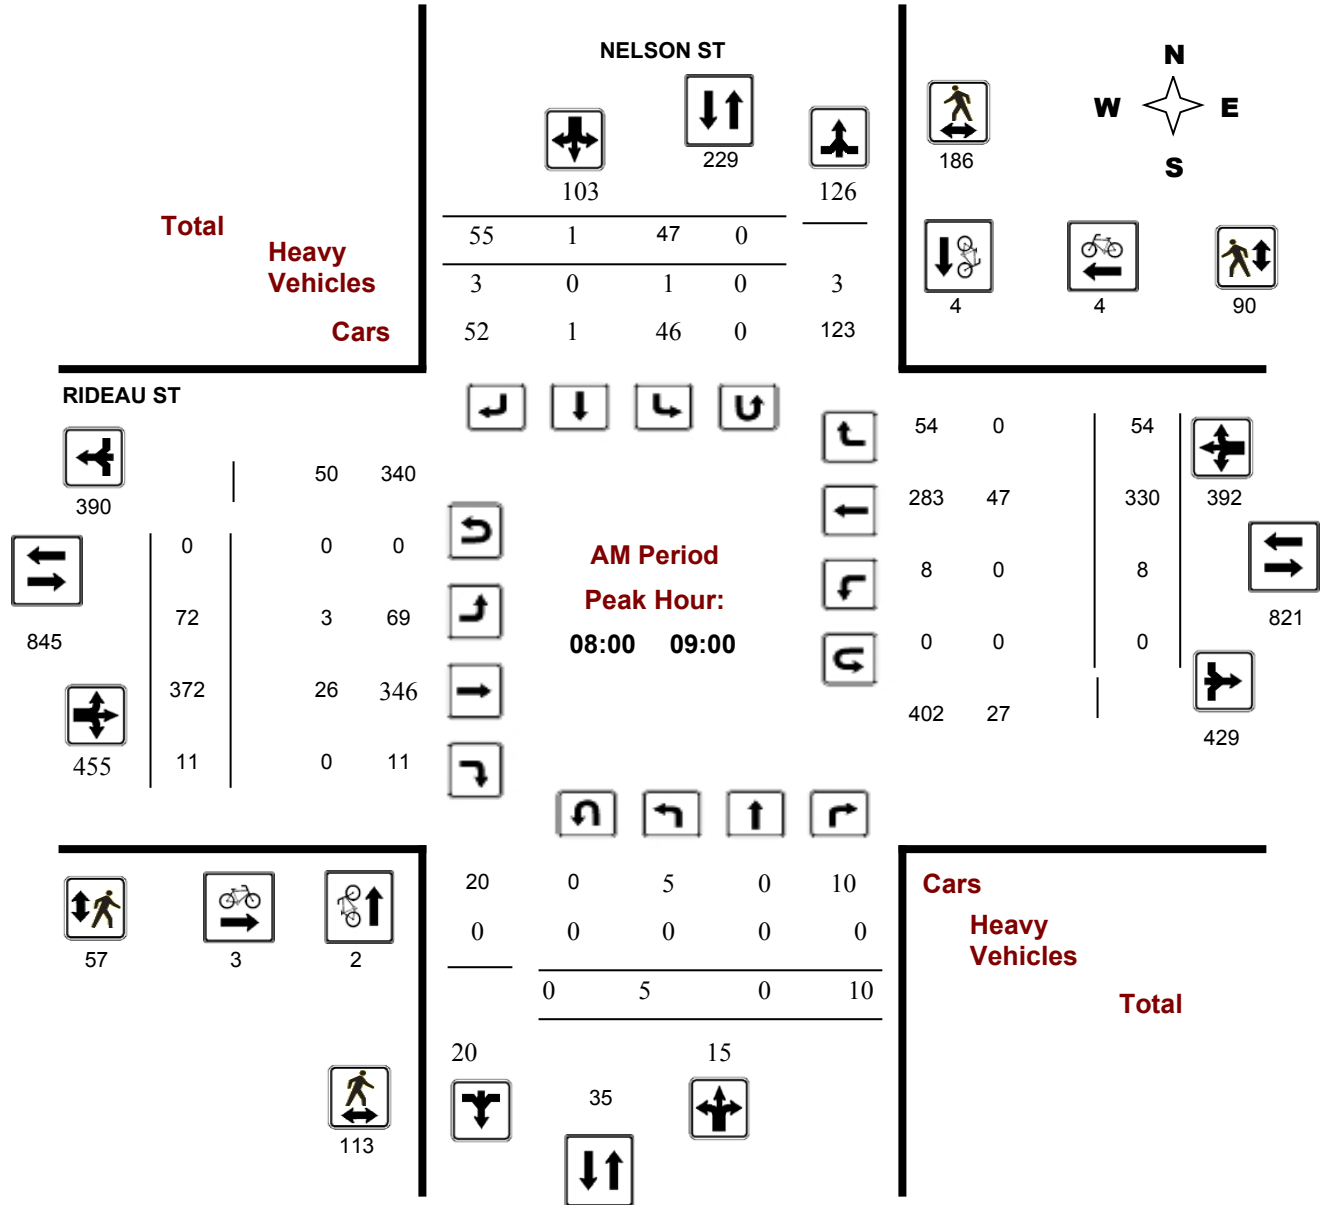 NELSON ST
N
W E
S
229
103
126
186
Total
55 1 47 0
Heavy
Vehicles
3 0 1 0 3
4 4 90
Cars
52 1 46 0 123
RIDEAU ST
54 0 54
50 340
390
283 47 330 392
0 0 0
AM Period
8 0 8
Peak Hour:
72 3 69
821
845
08:00 09:00
0 0 0
372 26 346
402 27
429
455 11 0 11
20 0 5 0 10
Cars
0 0 0 0 0
Heavy
Vehicles
57 3 2
0 5 0 10
Total
20 15
35
113